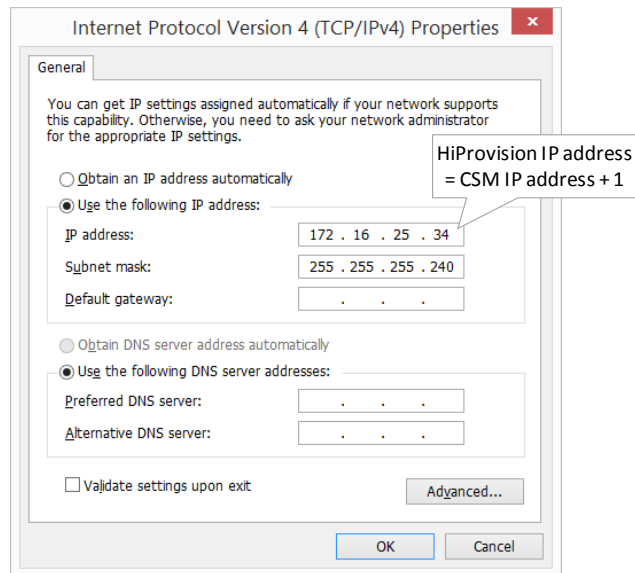 Internet Protocol Version 4 (TCP/IPv4) Properties
General
You can get IP settings assigned automatically if your network supports
this capability. Otherwise, you need to ask your network administrator
for the appropriate IP settings.
HiProvision IP address
= CSM IP address + 1
Obtain an IP address automatically
Use the following IP address:
IP address: 172 . 16 . 25 . 34
Subnet mask: 255 . 255 . 255 . 240
Default gateway: . . .
Obtain DNS server address automatically
Use the following DNS server addresses:
Preferred DNS server: . . .
Alternative DNS server: . . .
Validate settings upon exit
Advanced...
OK Cancel